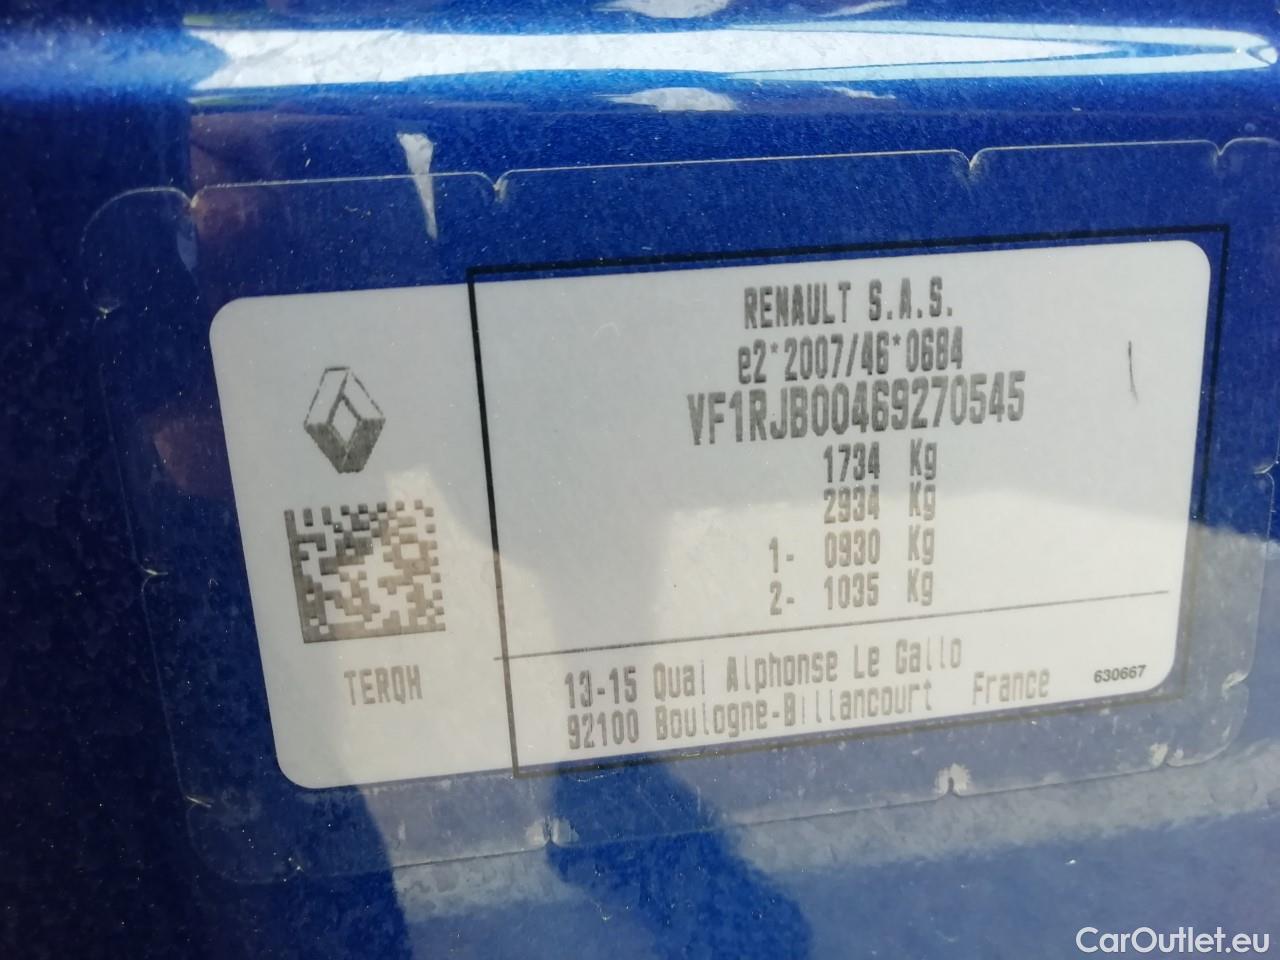 RENAULT S.A.S.
e2*2007/46*0684
VF1RJB00469270545
1734 Kg
2934 Kg
1- 0930 Kg
2- 1035 Kg
TERQH
13-15 Quai Alphonse Le Gallo
92100 Boulogne-Billancourt France
630667
CarOutlet.eu